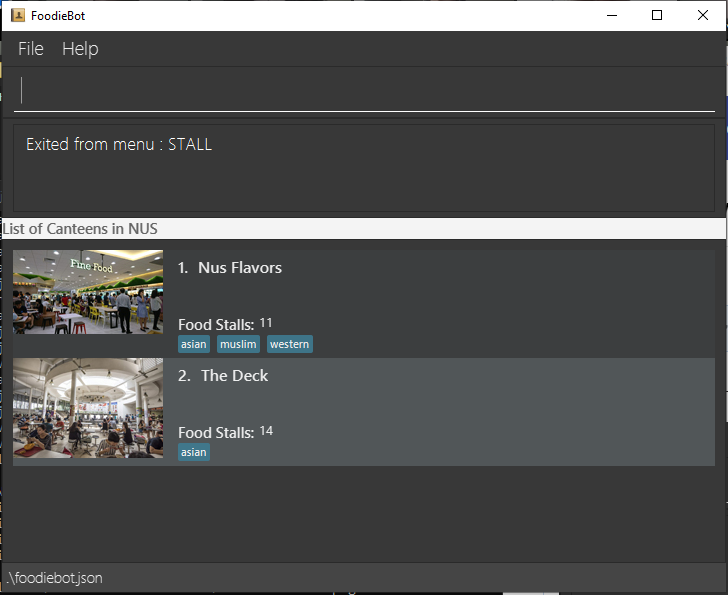 FoodieBot
File Help
Exited from menu : STALL
List of Canteens in NUS
Fine Food
1. Nus Flavors
Food Stalls: 11
asian muslim western
2. The Deck
Food Stalls: 14
asian
.\foodiebot.json